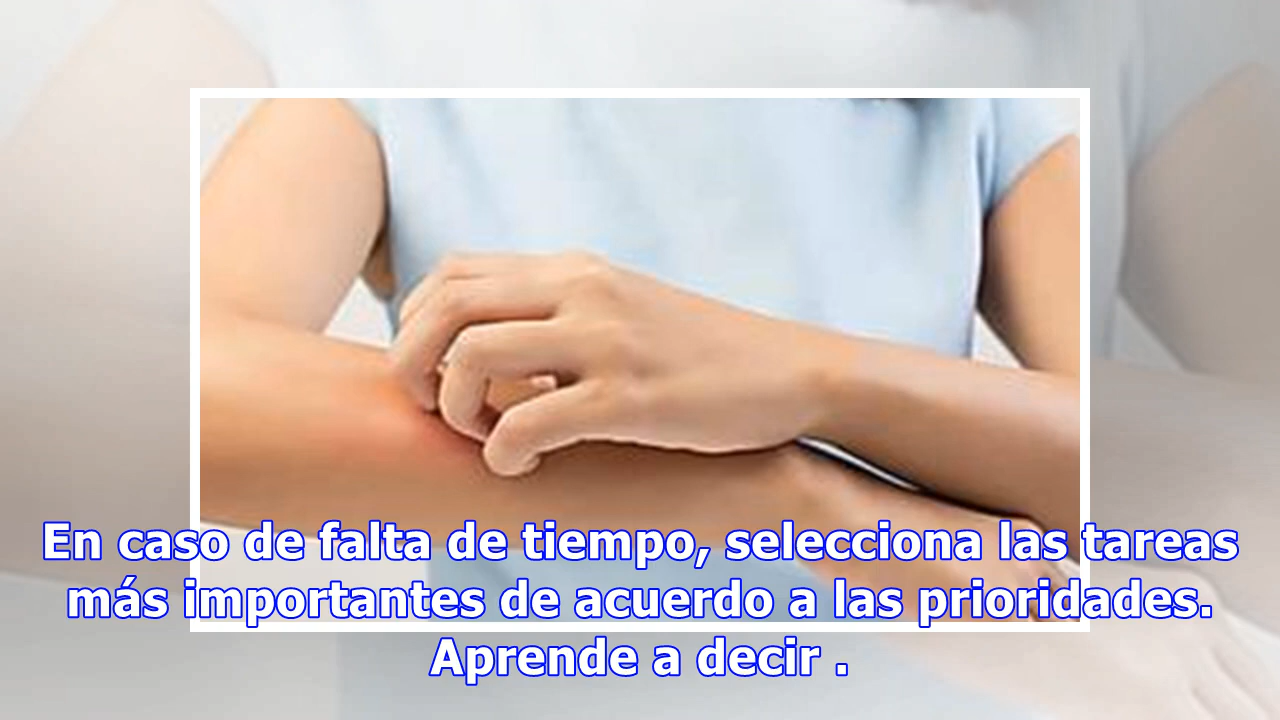 En caso de falta de tiempo, selecciona las tareas
más importantes de acuerdo a las prioridades.
Aprende a decir .